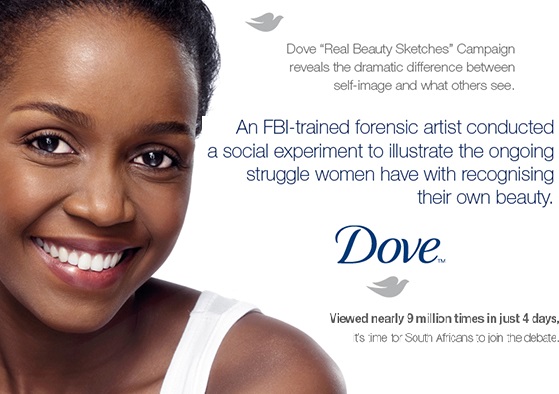 Dove “Real Beauty Sketches” Campaign
reveals the dramatic difference between
self-image and what others see.
An FBI-trained forensic artist conducted
a social experiment to illustrate the ongoing
struggle women have with recognising
their own beauty.
Dove™
Viewed nearly 9 million times in just 4 days,
it's time for South Africans to join the debate.